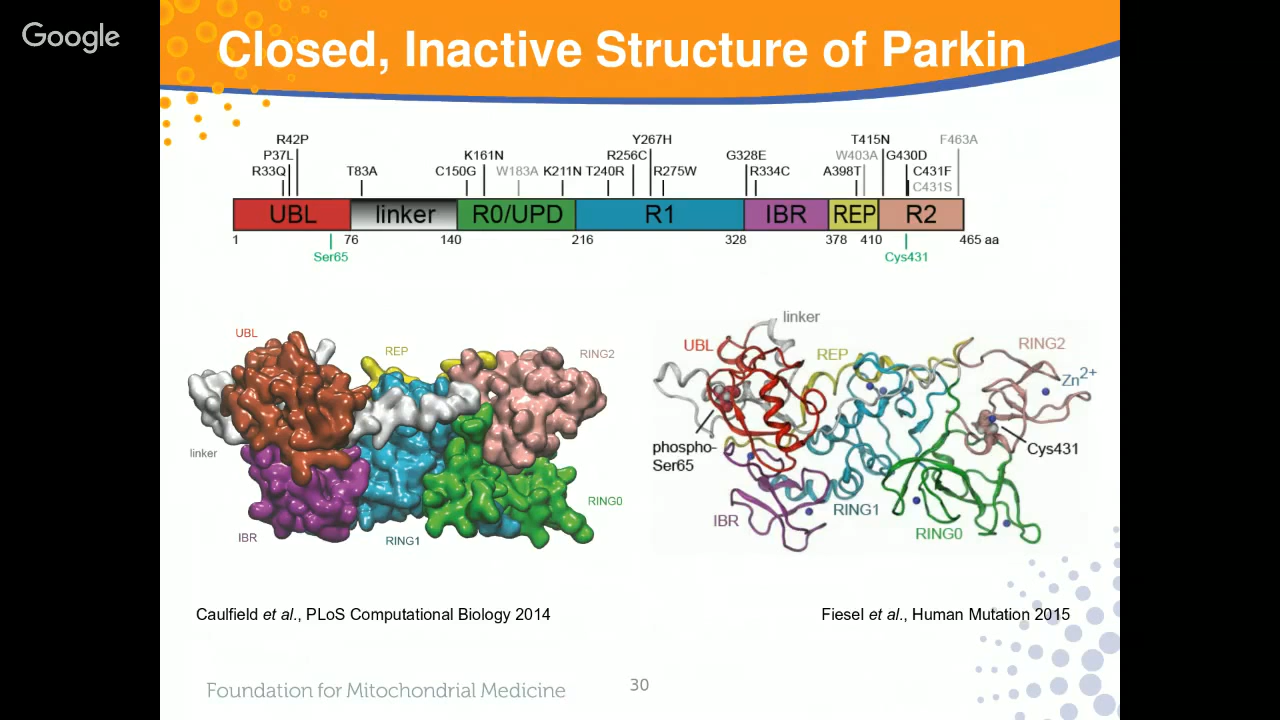 Google
Closed, Inactive Structure of Parkin
R42P Y267H T415N F463A
P37L K161N R256C G328E W403A G430D
R33Q T83A C150G W183A K211N T240R R275W R334C A398T C431F
C431S
UBL linker R0/UPD R1 IBR REP R2
1 76 140 216 328 378 410 465 aa
Ser65 Cys431
UBL
REP
RING2
linker
IBR
RING1
RING0
linker
UBL
REP
RING2
Zn2+
phospho-
Ser65
Cys431
IBR
RING1
RING0
Caulfield et al., PLoS Computational Biology 2014
Fiesel et al., Human Mutation 2015
Foundation for Mitochondrial Medicine
30